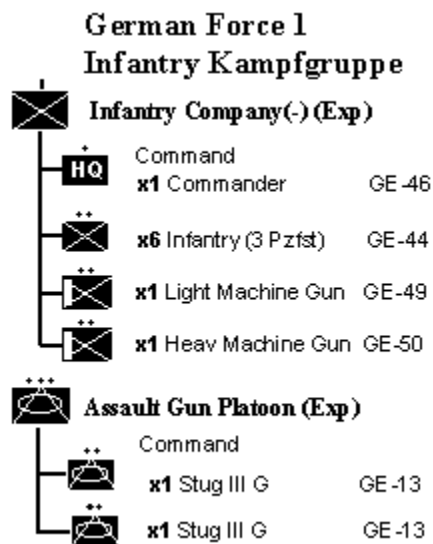 German Force 1
Infantry Kampfgruppe
Infantry Company(-) (Exp)
Command
HQ x1 Commander GE-46
x6 Infantry (3 Pzfst) GE-44
x1 Light Machine Gun GE-49
x1 Heav Machine Gun GE-50
Assault Gun Platoon (Exp)
Command
x1 Stug III G GE-13
x1 Stug III G GE-13